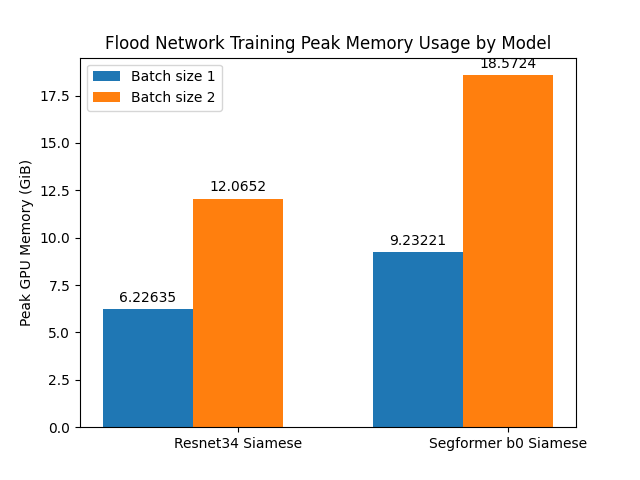 Flood Network Training Peak Memory Usage by Model
Batch size 1
Batch size 2
18.5724
12.0652
9.23221
6.22635
Peak GPU Memory (GiB)
17.5
15.0
12.5
10.0
7.5
5.0
2.5
0.0
Resnet34 Siamese
Segformer b0 Siamese